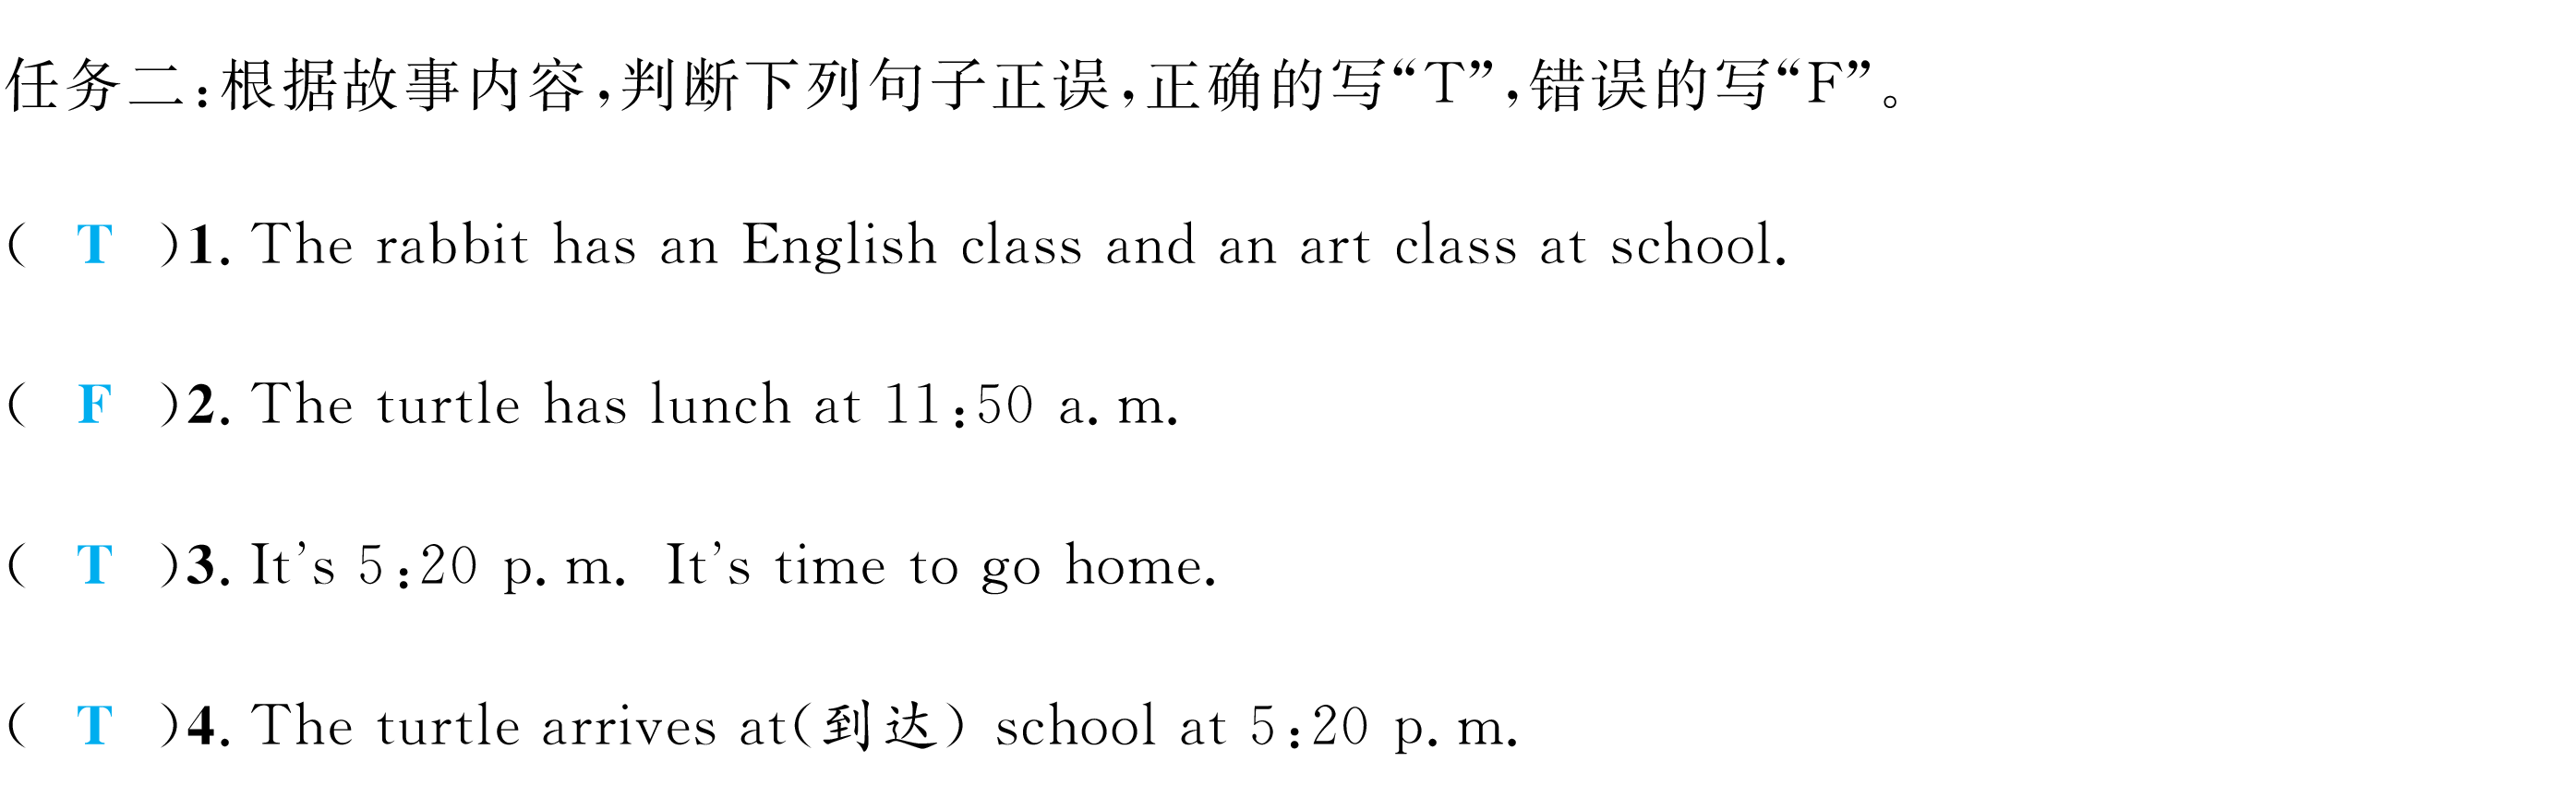 任务二:根据故事内容,判断下列句子正误,正确的写“T”,错误的写“F”。
( T )1. The rabbit has an English class and an art class at school.
( F )2. The turtle has lunch at 11:50 a. m.
( T )3. It’s 5:20 p. m. It’s time to go home.
( T )4. The turtle arrives at(到达) school at 5:20 p. m.